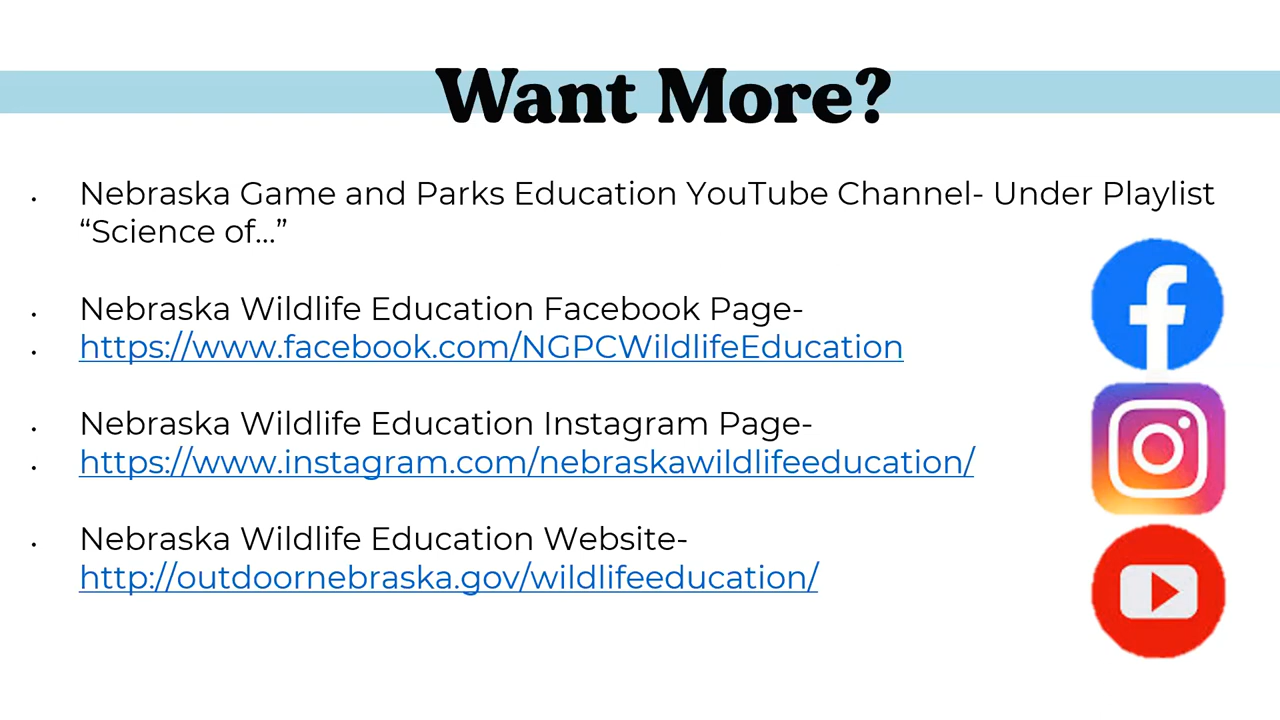 Want More?
• Nebraska Game and Parks Education YouTube Channel- Under Playlist
“Science of...”
• Nebraska Wildlife Education Facebook Page-
• https://www.facebook.com/NGPCWildlifeEducation
• Nebraska Wildlife Education Instagram Page-
• https://www.instagram.com/nebraskawildlifeeducation/
• Nebraska Wildlife Education Website-
http://outdoornebraska.gov/wildlifeeducation/